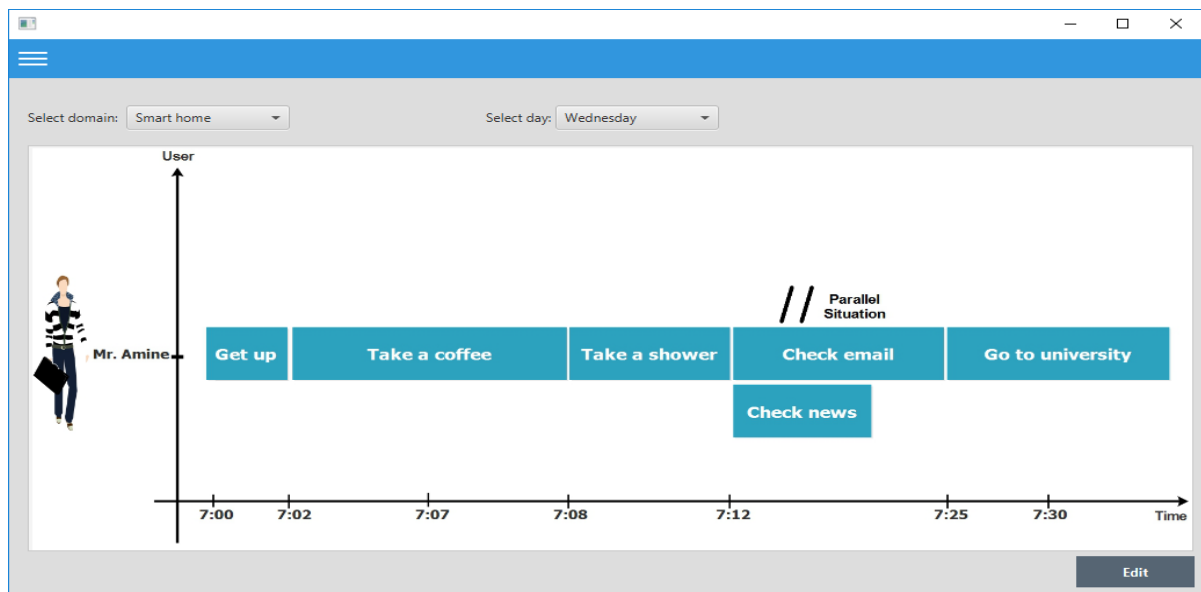 Select domain: Smart home Select day: Wednesday
User
Parallel
Situation
Mr. Amine Get up Take a coffee Take a shower Check email Go to university
Check news
7:00 7:02 7:07 7:08 7:12 7:25 7:30 Time
Edit